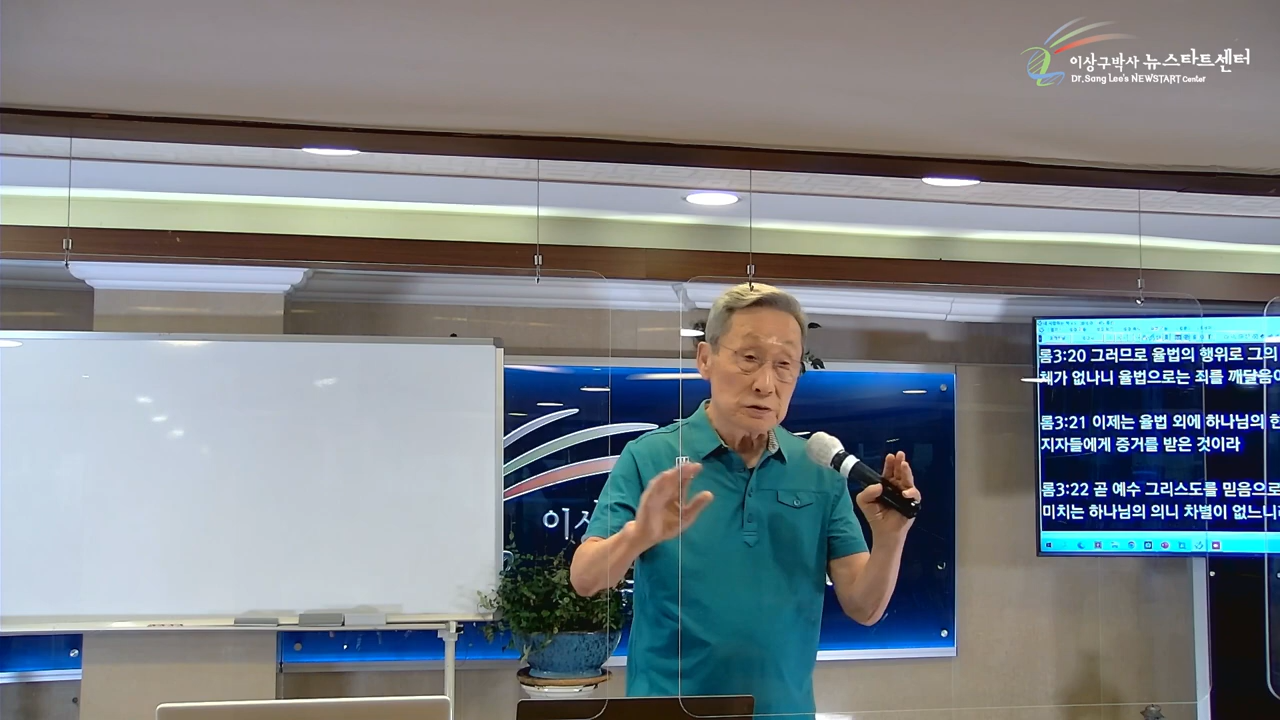 이상구박사 뉴스타트센터
Dr. Sang Lee's NEWSTART Center
롬3:20 그러므로 율법의 행위로 그의
체가 없나니 율법으로는 죄를 깨달음이
롬3:21 이제는 율법 외에 하나님의 한
지자들에게 증거를 받은 것이라
롬3:22 곧 예수 그리스도를 믿음으로
미치는 하나님의 의니 차별이 없느니라
이상